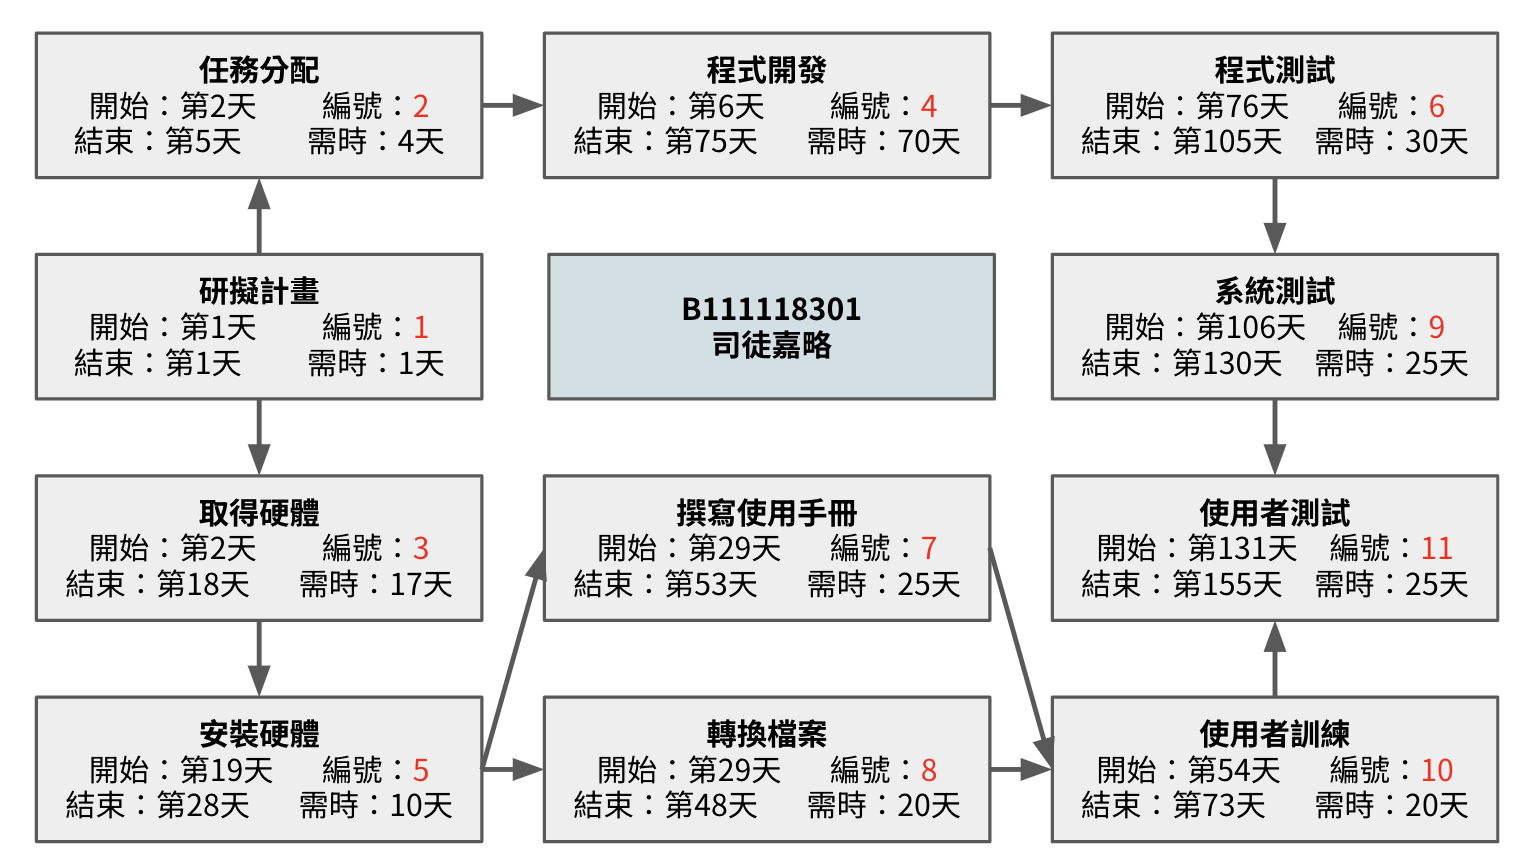 任務分配
開始：第2天 編號：2
結束：第5天 需時：4天
程式開發
開始：第6天 編號：4
結束：第75天 需時：70天
程式測試
開始：第76天 編號：6
結束：第105天 需時：30天
研擬計畫
開始：第1天 編號：1
結束：第1天 需時：1天
B111118301
司徒嘉略
系統測試
開始：第106天 編號：9
結束：第130天 需時：25天
取得硬體
開始：第2天 編號：3
結束：第18天 需時：17天
撰寫使用手冊
開始：第29天 編號：7
結束：第53天 需時：25天
使用者測試
開始：第131天 編號：11
結束：第155天 需時：25天
安裝硬體
開始：第19天 編號：5
結束：第28天 需時：10天
轉換檔案
開始：第29天 編號：8
結束：第48天 需時：20天
使用者訓練
開始：第54天 編號：10
結束：第73天 需時：20天